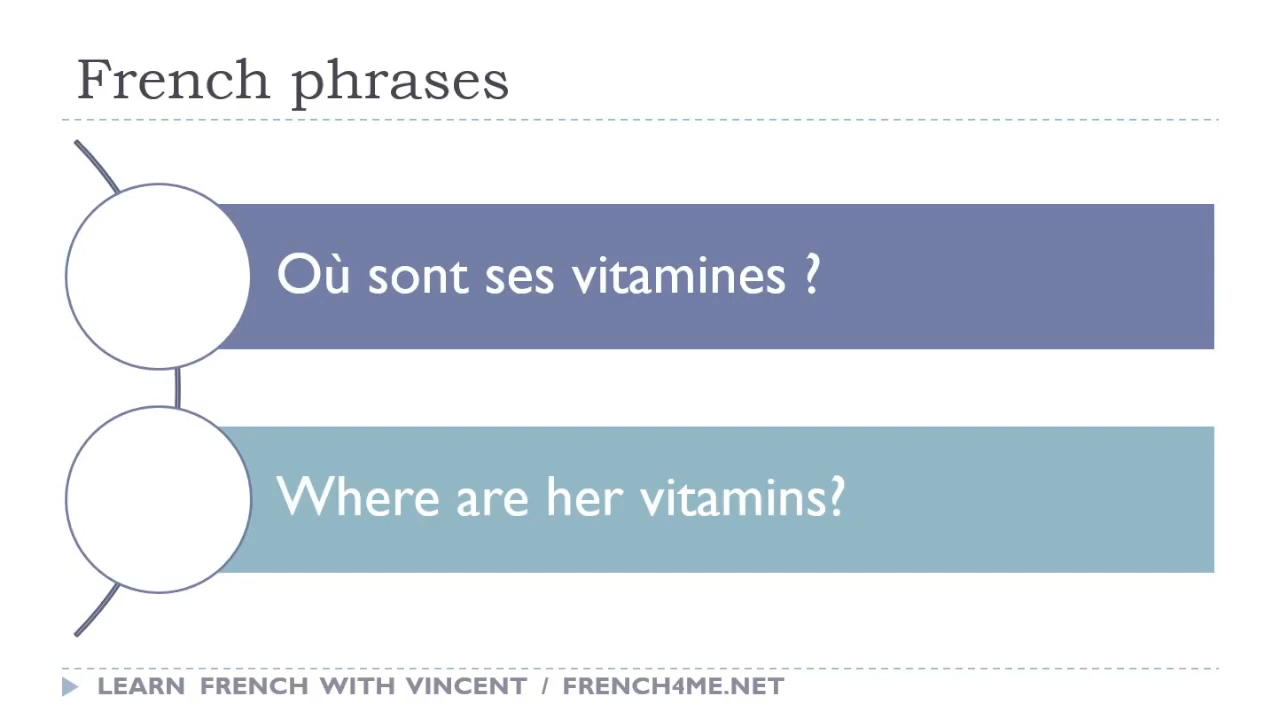 French phrases
Où sont ses vitamines ?
Where are her vitamins?
LEARN FRENCH WITH VINCENT / FRENCH4ME.NET